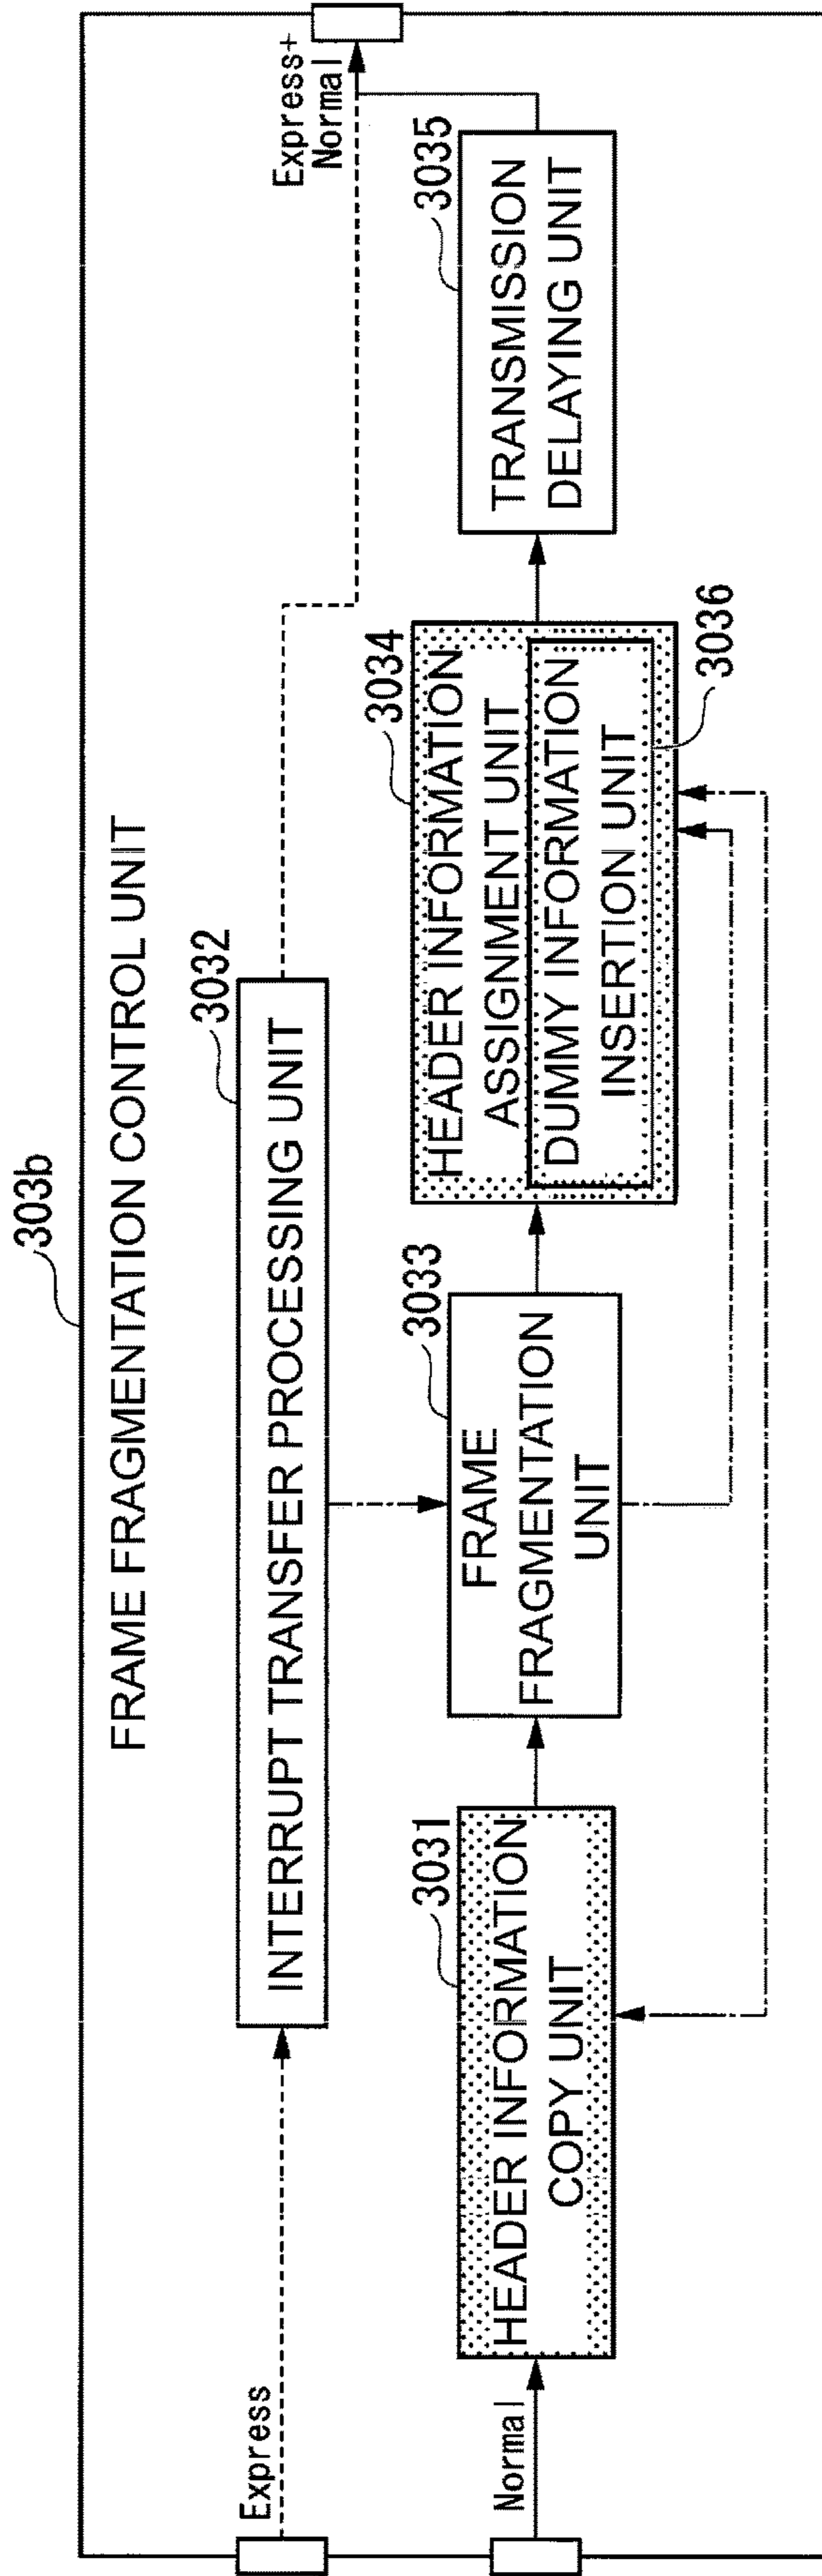 303b
FRAME FRAGMENTATION CONTROL UNIT
Express
3032
INTERRUPT TRANSFER PROCESSING UNIT
Express+
Normal
Normal
3031
HEADER INFORMATION
COPY UNIT
3033
FRAME
FRAGMENTATION
UNIT
3034
HEADER INFORMATION
ASSIGNMENT UNIT
DUMMY INFORMATION
INSERTION UNIT
3036
3035
TRANSMISSION
DELAYING UNIT